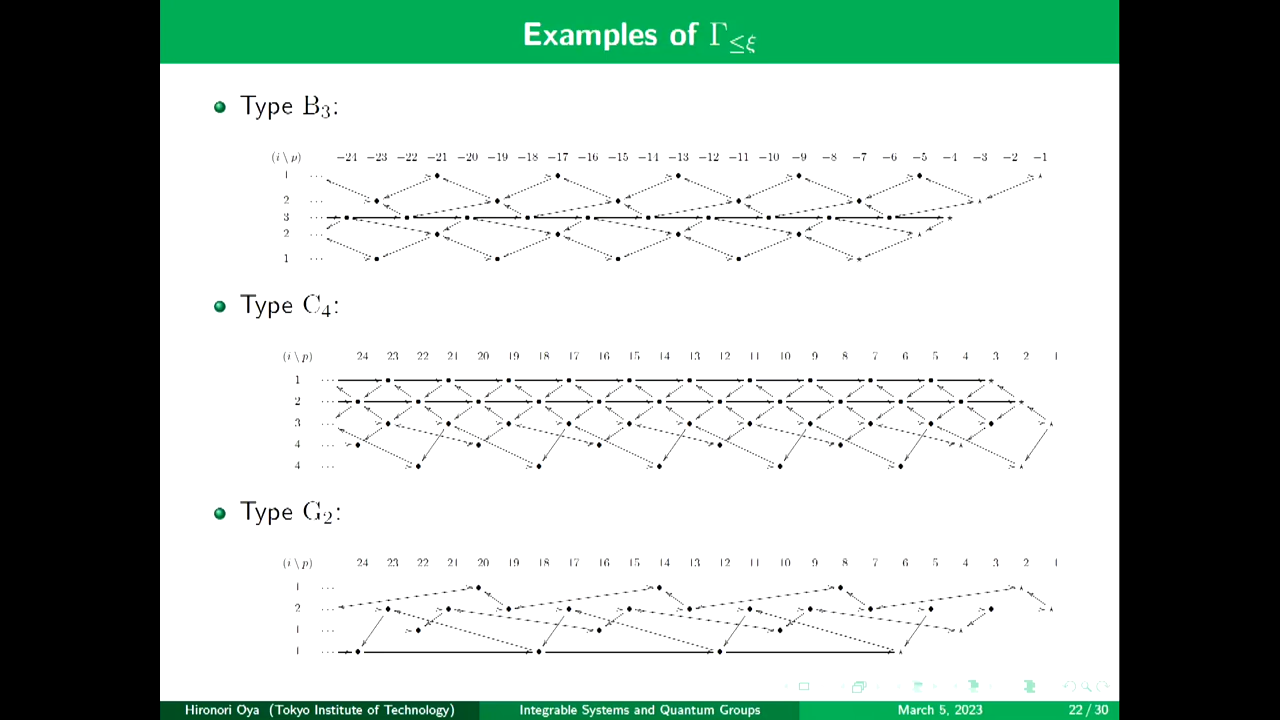 Examples of Γ≤ξ
Type B3:
(i \ p) −24 −23 −22 −21 −20 −19 −18 −17 −16 −15 −14 −13 −12 −11 −10 −9 −8 −7 −6 −5 −4 −3 −2 −1
1 ⋯
2 ⋯
3 ⋯
2 ⋯
1 ⋯
Type C4:
(i \ p) 24 23 22 21 20 19 18 17 16 15 14 13 12 11 10 9 8 7 6 5 4 3 2 1
1 ⋯
2 ⋯
3 ⋯
4 ⋯
4 ⋯
Type G2:
(i \ p) 24 23 22 21 20 19 18 17 16 15 14 13 12 11 10 9 8 7 6 5 4 3 2 1
1 ⋯
2 ⋯
1 ⋯
1 ⋯
Hironori Oya (Tokyo Institute of Technology) Integrable Systems and Quantum Groups March 5, 2023 22 / 30